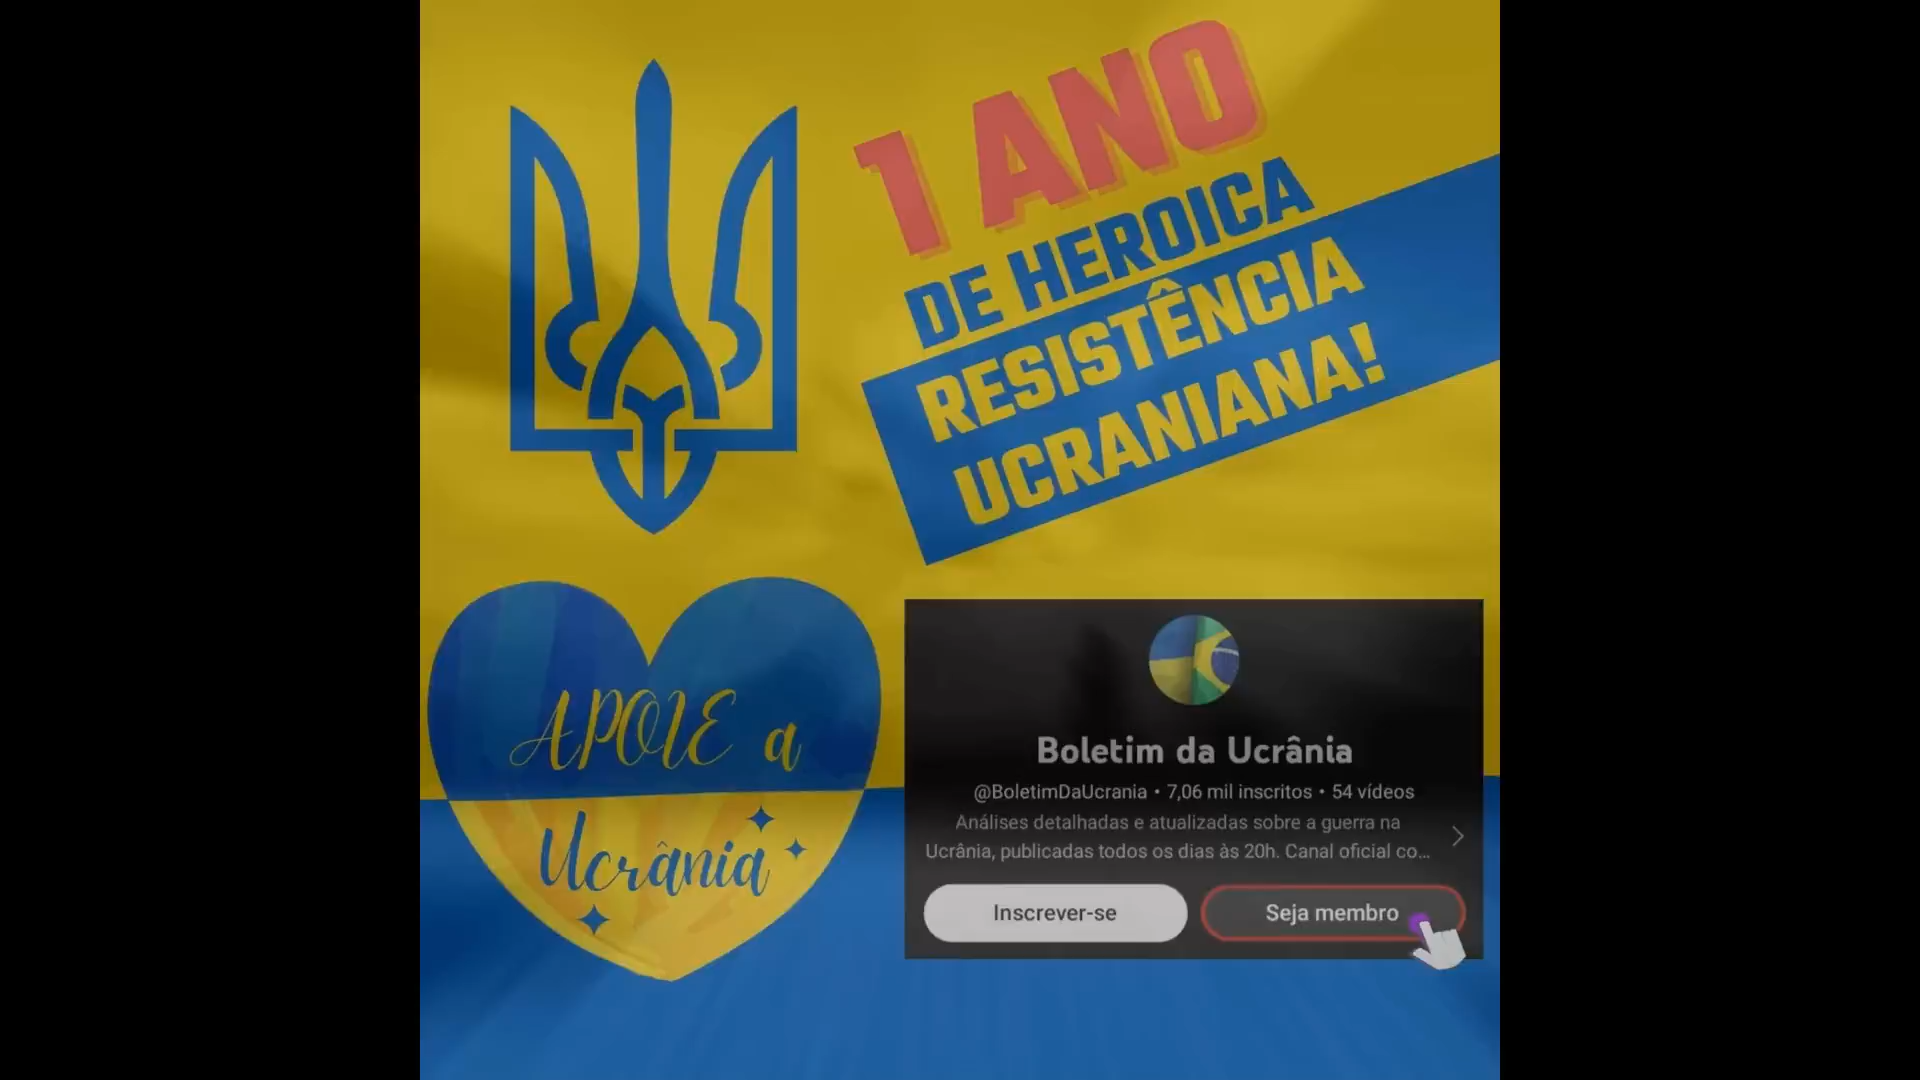 1 ANO
DE HEROICA
RESISTÊNCIA
UCRANIANA!
APOIE a
Ucrânia
Boletim da Ucrânia
@BoletimDaUcrania • 7,06 mil inscritos • 54 vídeos
Análises detalhadas e atualizadas sobre a guerra na
Ucrânia, publicadas todos os dias às 20h. Canal oficial co...
Inscrever-se
Seja membro